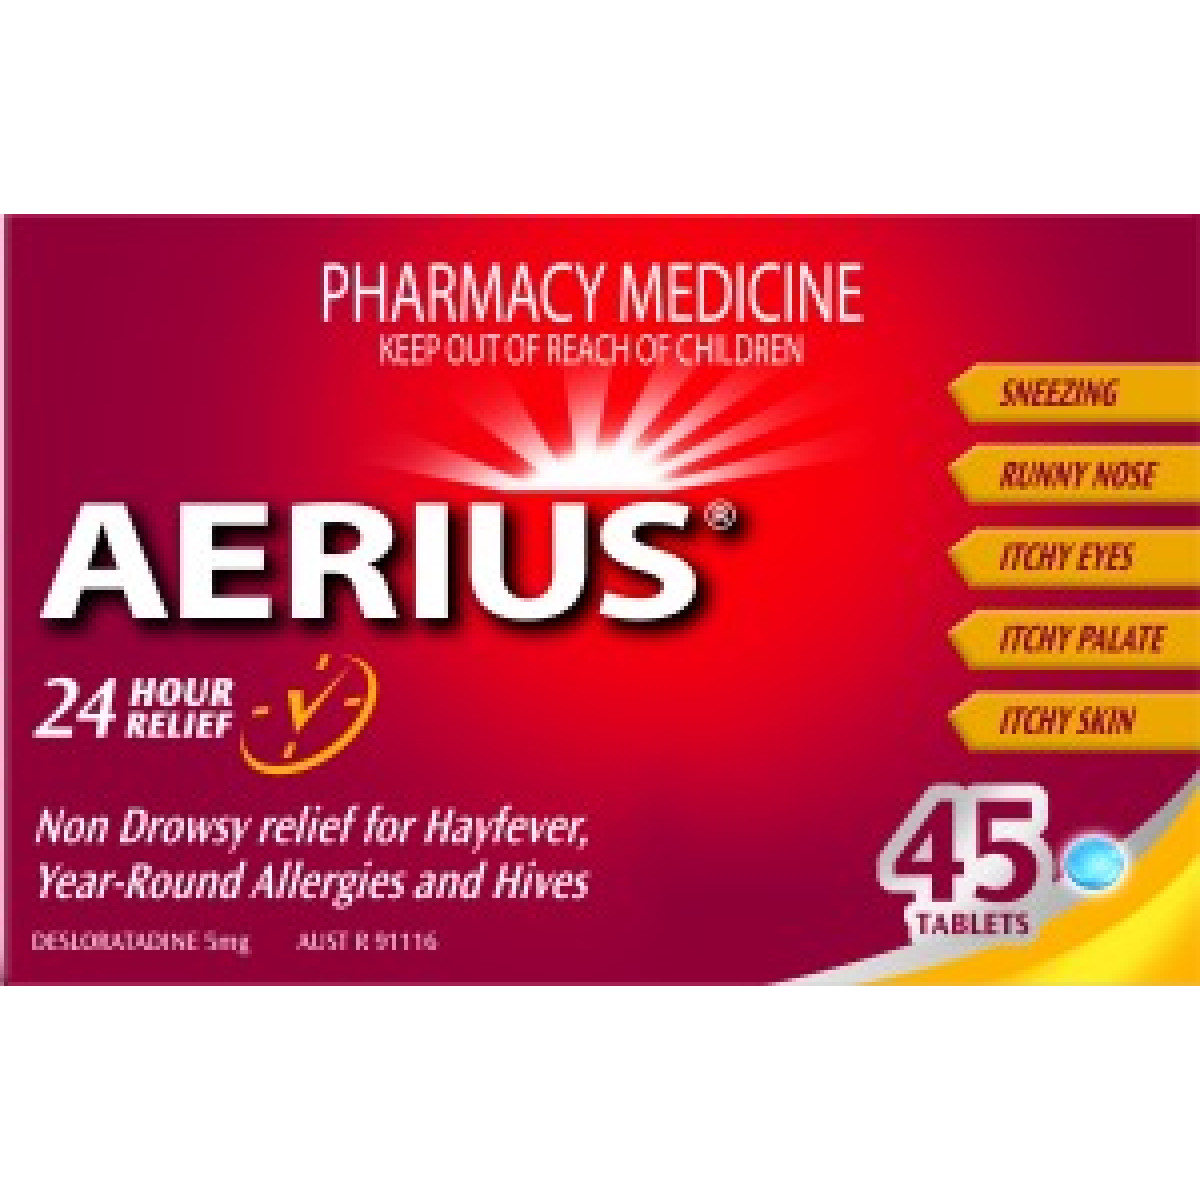 PHARMACY MEDICINE
KEEP OUT OF REACH OF CHILDREN
AERIUS®
24 HOUR
RELIEF
Non Drowsy relief for Hayfever,
Year-Round Allergies and Hives
DESLORATADINE 5mg AUST R 91116
SNEEZING
RUNNY NOSE
ITCHY EYES
ITCHY PALATE
ITCHY SKIN
45
TABLETS